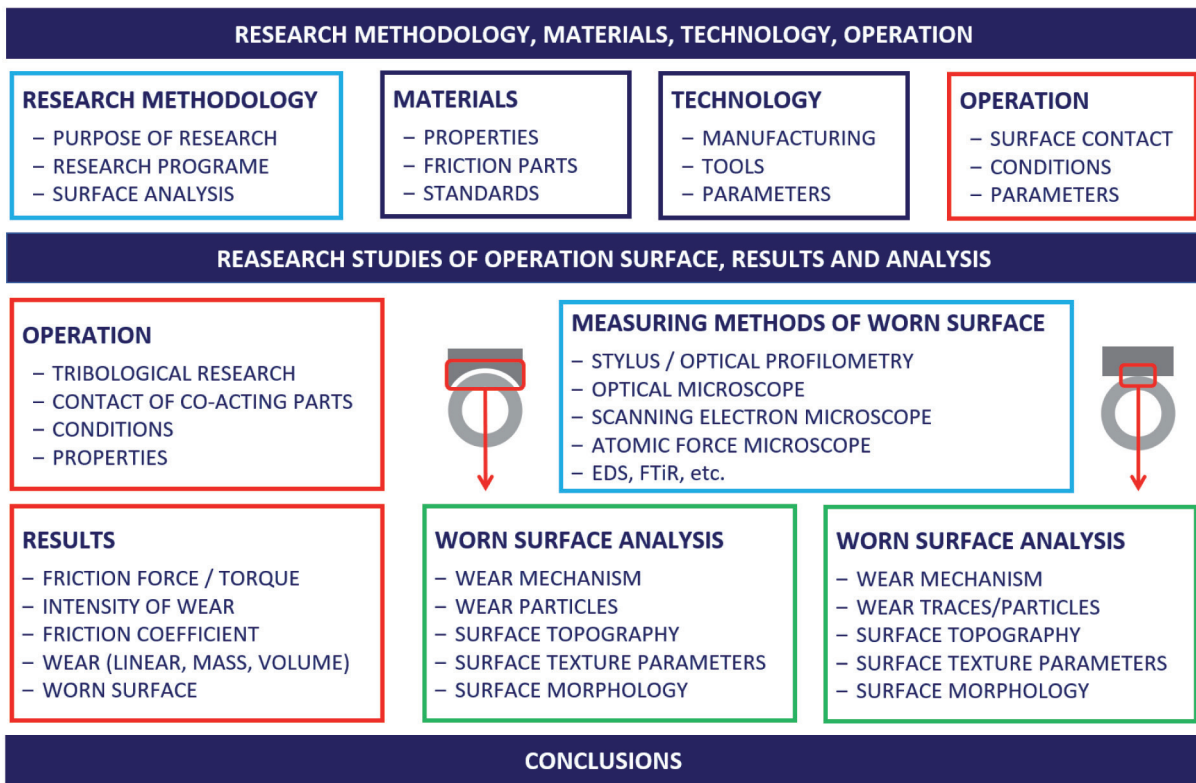 RESEARCH METHODOLOGY, MATERIALS, TECHNOLOGY, OPERATION
RESEARCH METHODOLOGY
– PURPOSE OF RESEARCH
– RESEARCH PROGRAME
– SURFACE ANALYSIS
MATERIALS
– PROPERTIES
– FRICTION PARTS
– STANDARDS
TECHNOLOGY
– MANUFACTURING
– TOOLS
– PARAMETERS
OPERATION
– SURFACE CONTACT
– CONDITIONS
– PARAMETERS
REASEARCH STUDIES OF OPERATION SURFACE, RESULTS AND ANALYSIS
OPERATION
– TRIBOLOGICAL RESEARCH
– CONTACT OF CO-ACTING PARTS
– CONDITIONS
– PROPERTIES
MEASURING METHODS OF WORN SURFACE
– STYLUS / OPTICAL PROFILOMETRY
– OPTICAL MICROSCOPE
– SCANNING ELECTRON MICROSCOPE
– ATOMIC FORCE MICROSCOPE
– EDS, FTiR, etc.
RESULTS
– FRICTION FORCE / TORQUE
– INTENSITY OF WEAR
– FRICTION COEFFICIENT
– WEAR (LINEAR, MASS, VOLUME)
– WORN SURFACE
WORN SURFACE ANALYSIS
– WEAR MECHANISM
– WEAR PARTICLES
– SURFACE TOPOGRAPHY
– SURFACE TEXTURE PARAMETERS
– SURFACE MORPHOLOGY
WORN SURFACE ANALYSIS
– WEAR MECHANISM
– WEAR TRACES/PARTICLES
– SURFACE TOPOGRAPHY
– SURFACE TEXTURE PARAMETERS
– SURFACE MORPHOLOGY
CONCLUSIONS